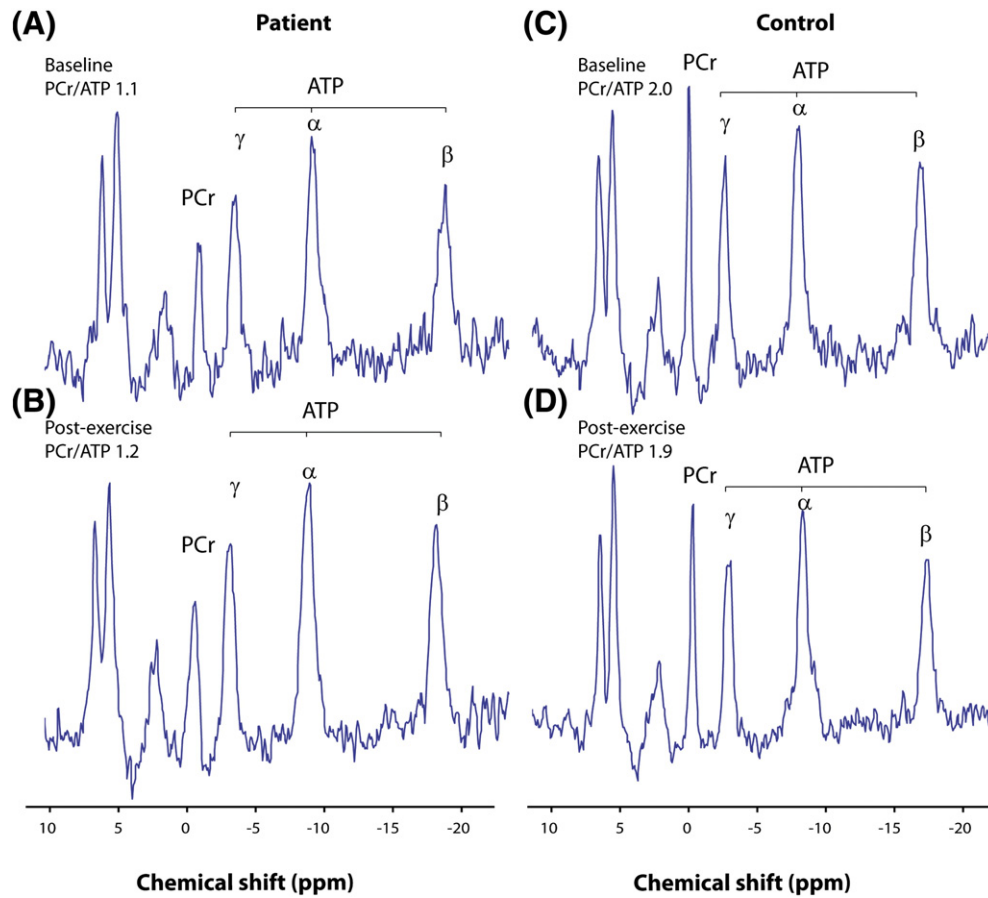 (A)
Patient
Baseline
PCr/ATP 1.1
ATP
γ
α
β
PCr
(B)
Post-exercise
PCr/ATP 1.2
ATP
γ
α
β
PCr
10 5 0 -5 -10 -15 -20
Chemical shift (ppm)
(C)
Control
Baseline
PCr/ATP 2.0
PCr
ATP
γ
α
β
(D)
Post-exercise
PCr/ATP 1.9
PCr
ATP
γ
α
β
10 5 0 -5 -10 -15 -20
Chemical shift (ppm)